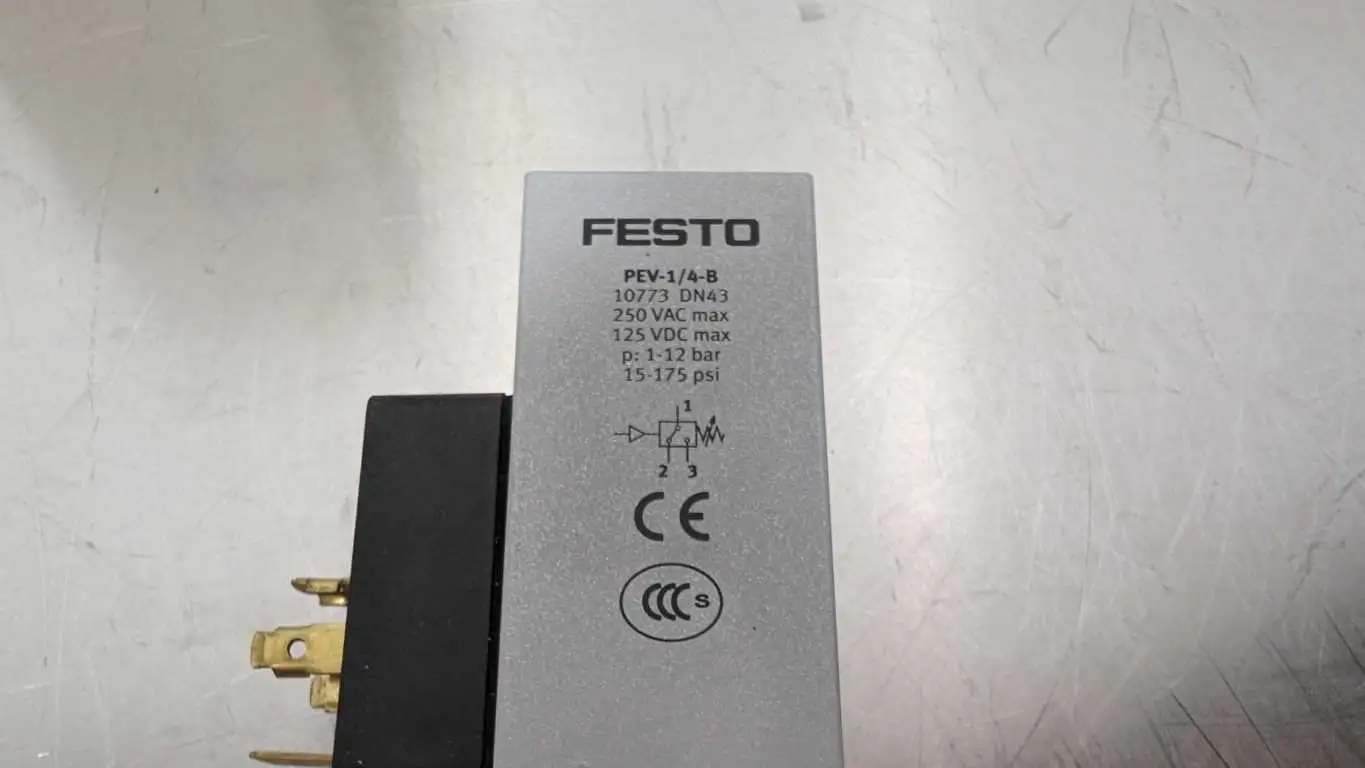 FESTO
PEV-1/4-B
10773 DN43
250 VAC max
125 VDC max
p: 1-12 bar
15-175 psi
1
2 3
CE
CCC S